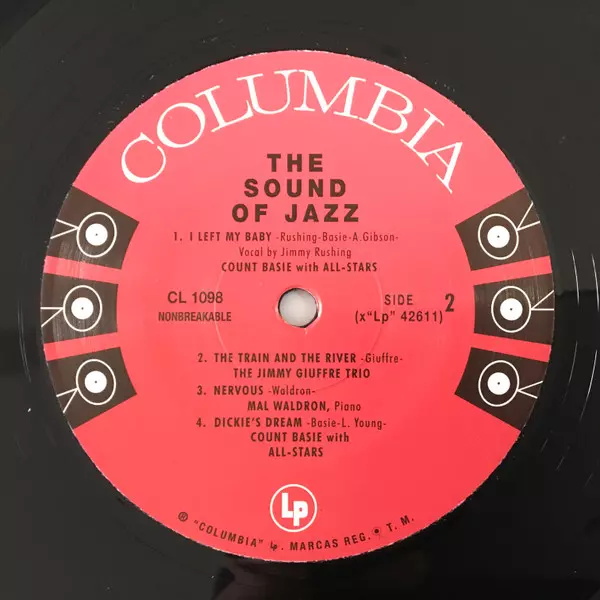 COLUMBIA
THE
SOUND
OF JAZZ
1. I LEFT MY BABY -Rushing-Basie-A.Gibson-
Vocal by Jimmy Rushing
COUNT BASIE with ALL-STARS
CL 1098
NONBREAKABLE
SIDE 2
(x"Lp" 42611)
2. THE TRAIN AND THE RIVER -Giuffre-
THE JIMMY GIUFFRE TRIO
3. NERVOUS -Waldron-
MAL WALDRON, Piano
4. DICKIE'S DREAM -Basie-L. Young-
COUNT BASIE with
ALL-STARS
Lp
® "COLUMBIA" Lp. MARCAS REG. T. M.